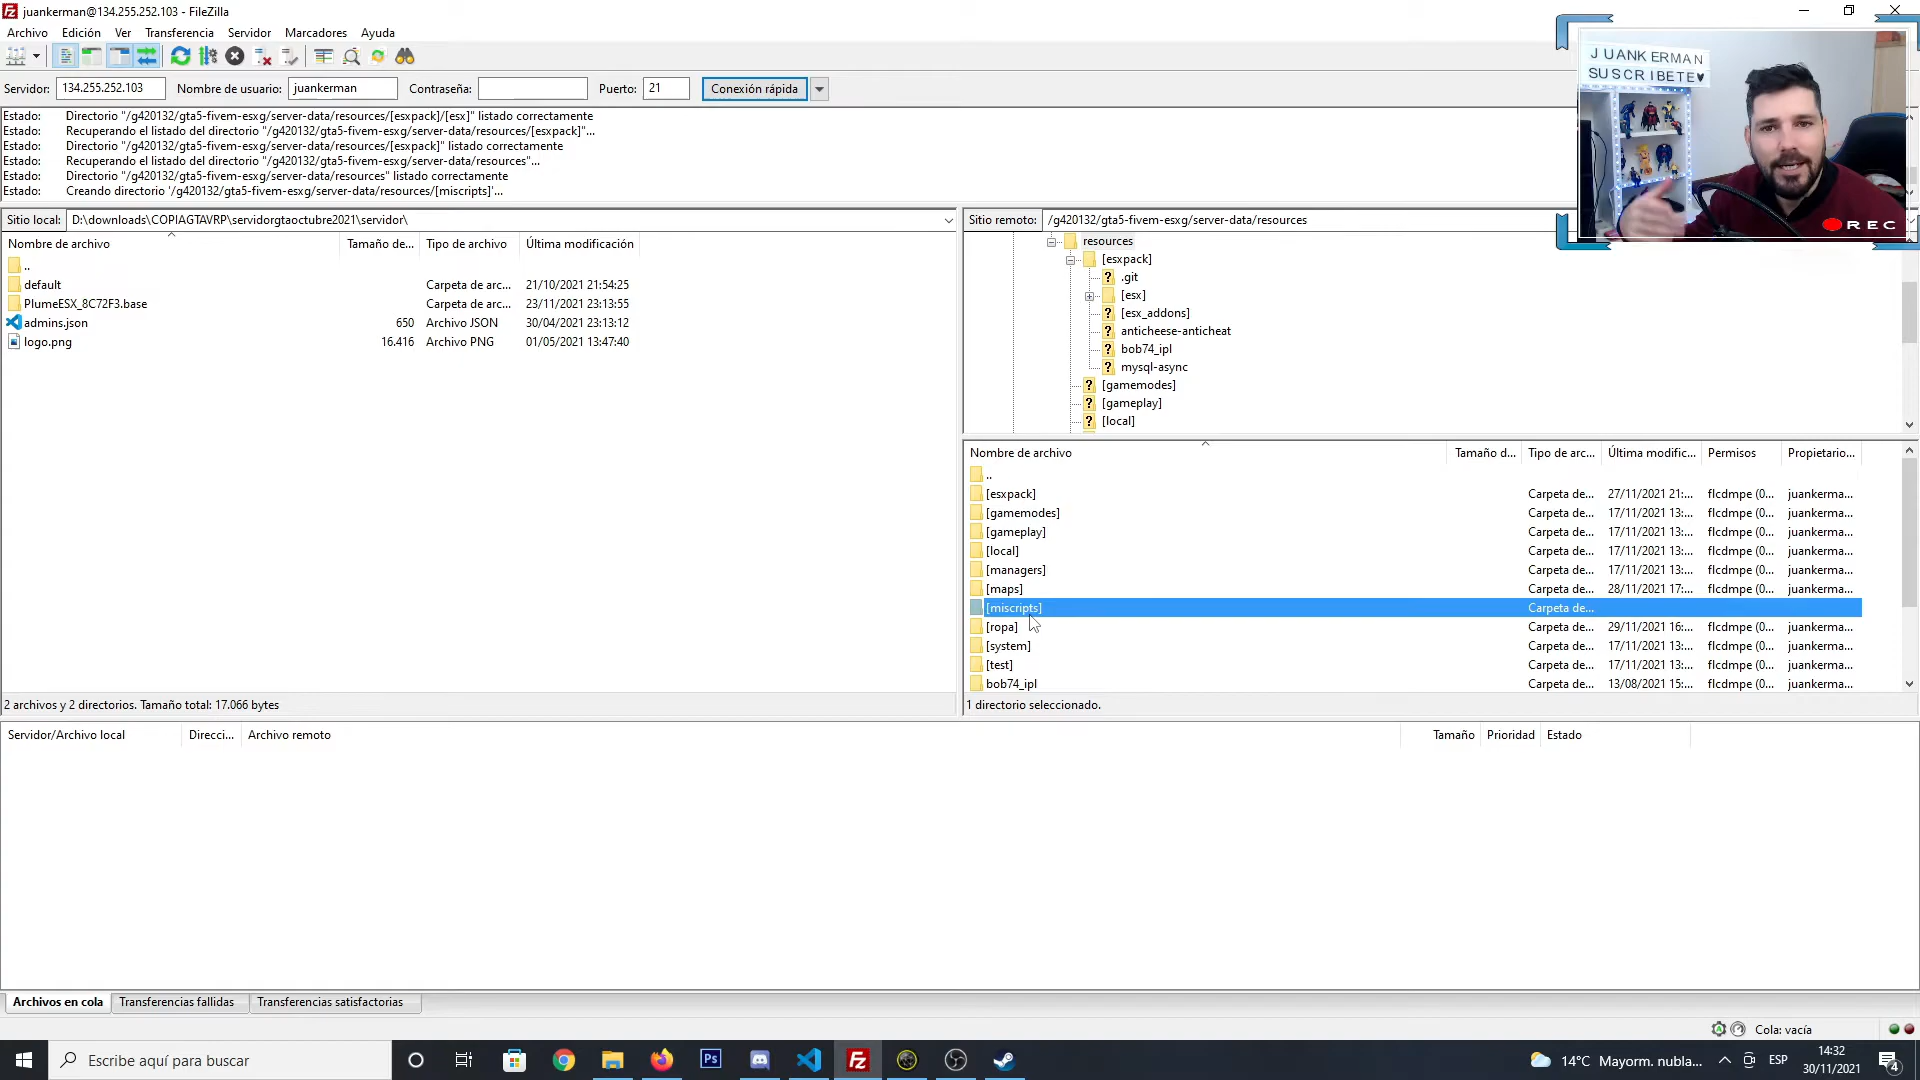 juankerman@134.255.252.103 - FileZilla
Archivo Edición Ver Transferencia Servidor Marcadores Ayuda
Servidor: 134.255.252.103 Nombre de usuario: juankerman Contraseña: Puerto: 21 Conexión rápida
JUANKERMAN
SUSCRIBETE♥
REC
Estado: Directorio "/g420132/gta5-fivem-esxg/server-data/resources/[esxpack]/[esx]" listado correctamente
Estado: Recuperando el listado del directorio "/g420132/gta5-fivem-esxg/server-data/resources/[esxpack]"...
Estado: Directorio "/g420132/gta5-fivem-esxg/server-data/resources/[esxpack]" listado correctamente
Estado: Recuperando el listado del directorio "/g420132/gta5-fivem-esxg/server-data/resources"...
Estado: Directorio "/g420132/gta5-fivem-esxg/server-data/resources" listado correctamente
Estado: Creando directorio '/g420132/gta5-fivem-esxg/server-data/resources/[miscripts]'...
Sitio local: D:\downloads\COPIAGTAVRP\servidorgtaoctubre2021\servidor\
Nombre de archivo Tamaño de... Tipo de archivo Última modificación
..
default Carpeta de arc... 21/10/2021 21:54:25
PlumeESX_8C72F3.base Carpeta de arc... 23/11/2021 23:13:55
admins.json 650 Archivo JSON 30/04/2021 23:13:12
logo.png 16.416 Archivo PNG 01/05/2021 13:47:40
2 archivos y 2 directorios. Tamaño total: 17.066 bytes
Sitio remoto: /g420132/gta5-fivem-esxg/server-data/resources
resources
[esxpack]
.git
[esx]
[esx_addons]
anticheese-anticheat
bob74_ipl
mysql-async
[gamemodes]
[gameplay]
[local]
Nombre de archivo Tamaño d... Tipo de arc... Última modific... Permisos Propietario...
..
[esxpack] Carpeta de... 27/11/2021 21:... flcdmpe (0... juankerma...
[gamemodes] Carpeta de... 17/11/2021 13:... flcdmpe (0... juankerma...
[gameplay] Carpeta de... 17/11/2021 13:... flcdmpe (0... juankerma...
[local] Carpeta de... 17/11/2021 13:... flcdmpe (0... juankerma...
[managers] Carpeta de... 17/11/2021 13:... flcdmpe (0... juankerma...
[maps] Carpeta de... 28/11/2021 17:... flcdmpe (0... juankerma...
[miscripts] Carpeta de...
[ropa] Carpeta de... 29/11/2021 16:... flcdmpe (0... juankerma...
[system] Carpeta de... 17/11/2021 13:... flcdmpe (0... juankerma...
[test] Carpeta de... 17/11/2021 13:... flcdmpe (0... juankerma...
bob74_ipl Carpeta de... 13/08/2021 15:... flcdmpe (0... juankerma...
1 directorio seleccionado.
Servidor/Archivo local Direcci... Archivo remoto Tamaño Prioridad Estado
Archivos en cola Transferencias fallidas Transferencias satisfactorias
Cola: vacía
Escribe aquí para buscar
Ps
Fz
14°C Mayorm. nubla...
ESP
14:32
30/11/2021
4